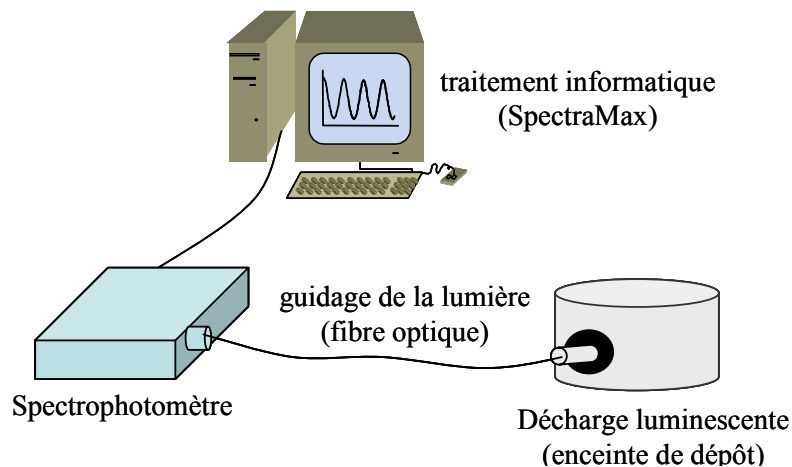 traitement informatique
(SpectraMax)
guidage de la lumière
(fibre optique)
Spectrophotomètre
Décharge luminescente
(enceinte de dépôt)